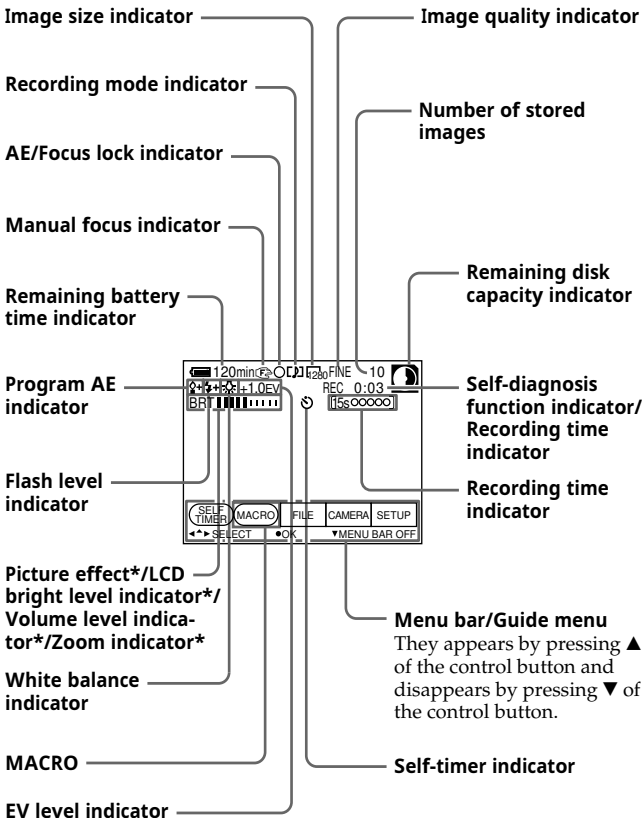 Image size indicator
Image quality indicator
Recording mode indicator
Number of stored
images
AE/Focus lock indicator
Manual focus indicator
Remaining disk
capacity indicator
Remaining battery
time indicator
120min
1280
FINE
10
+1.0EV
REC 0:03
BRT
15s
Program AE
indicator
Self-diagnosis
function indicator/
Recording time
indicator
Flash level
indicator
Recording time
indicator
SELF
TIMER
MACRO
FILE
CAMERA
SETUP
◄▲► SELECT ●OK ▼MENU BAR OFF
Picture effect*/LCD
bright level indicator*/
Volume level indica-
tor*/Zoom indicator*
Menu bar/Guide menu
They appears by pressing ▲
of the control button and
disappears by pressing ▼ of
the control button.
White balance
indicator
MACRO
Self-timer indicator
EV level indicator